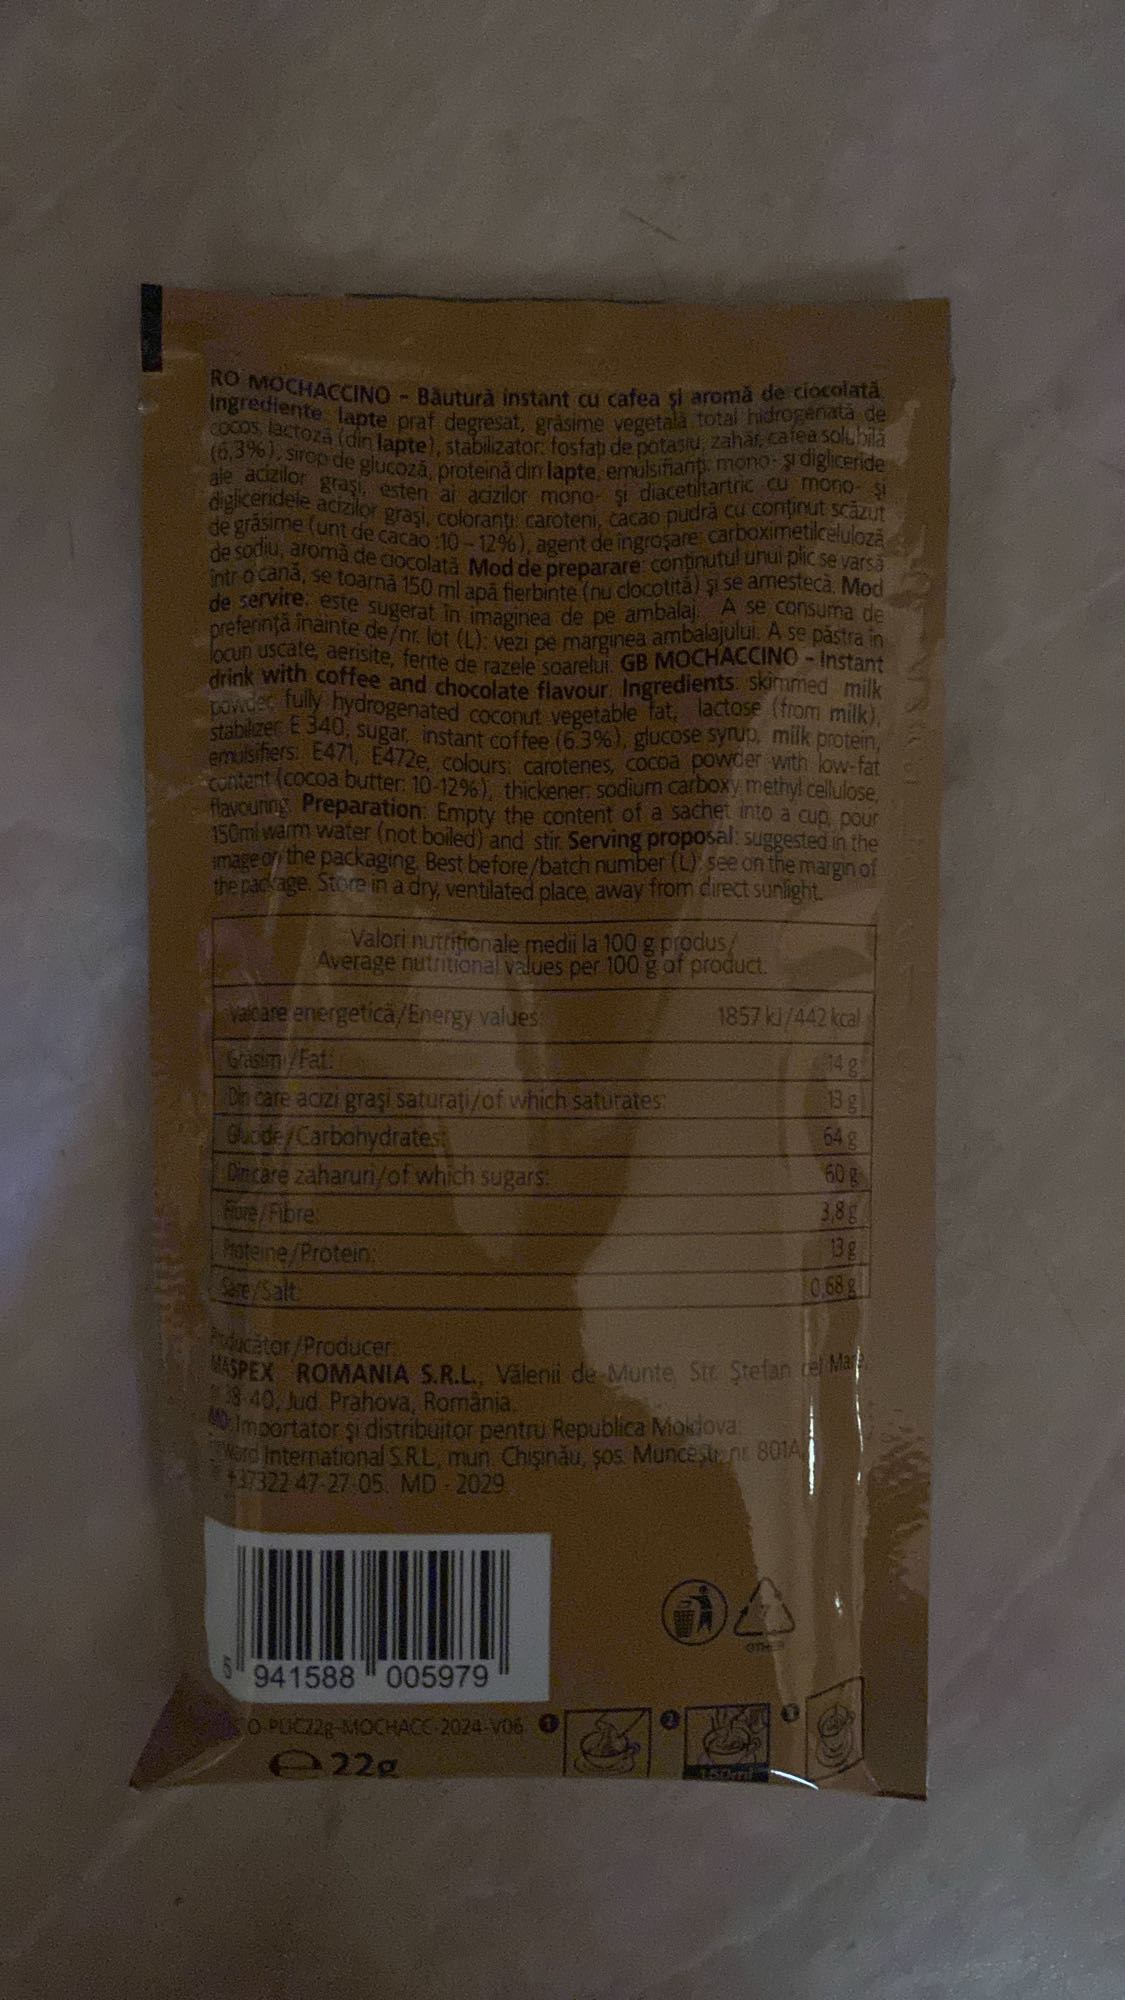 RO MOCHACCINO - Băutură instant cu cafea și aromă de ciocolată.
Ingrediente: lapte praf degresat, grăsime vegetală total hidrogenată de
cocos, lactoză (din lapte), stabilizator: fosfați de potasiu, zahăr, cafea solubilă
(6,3%), sirop de glucoză, proteină din lapte, emulsifianți: mono- și digliceride
ale acizilor grași, esteri ai acizilor mono- și diacetiltartric cu mono- și
digliceridele acizilor grași, coloranți: caroteni, cacao pudră cu conținut scăzut
de grăsime (unt de cacao :10 - 12%), agent de îngroșare: carboximetilceluloză
de sodiu, aromă de ciocolată. Mod de preparare: conținutul unui plic se varsă
într-o cană, se toarnă 150 ml apă fierbinte (nu clocotită) și se amestecă. Mod
de servire: este sugerat în imaginea de pe ambalaj. A se consuma de
preferință înainte de/nr. lot (L): vezi pe marginea ambalajului. A se păstra în
locuri uscate, aerisite, ferite de razele soarelui. GB MOCHACCINO - Instant
drink with coffee and chocolate flavour. Ingredients: skimmed milk
powder, fully hydrogenated coconut vegetable fat, lactose (from milk),
stabilizer: E 340, sugar, instant coffee (6.3%), glucose syrup, milk protein,
emulsifiers: E471, E472e, colours: carotenes, cocoa powder with low-fat
content (cocoa butter: 10-12%), thickener: sodium carboxy methyl cellulose,
flavouring. Preparation: Empty the content of a sachet into a cup, pour
150ml warm water (not boiled) and stir. Serving proposal: suggested in the
image on the packaging. Best before/batch number (L): see on the margin of
the package. Store in a dry, ventilated place, away from direct sunlight.
Valori nutriționale medii la 100 g produs/
Average nutritional values per 100 g of product.
Valoare energetică/Energy values: 1857 kJ/442 kcal
Grăsimi/Fat: 14 g
Din care acizi grași saturați/of which saturates: 13 g
Glucide/Carbohydrates: 64 g
Din care zaharuri/of which sugars: 60 g
Fibre/Fibre: 3,8 g
Proteine/Protein: 13 g
Sare/Salt: 0,68 g
Producător/Producer:
MASPEX ROMANIA S.R.L., Vălenii de Munte, Str. Ștefan cel Mare,
38-40, Jud. Prahova, România.
MD: Importator și distribuitor pentru Republica Moldova:
International S.R.L, mun. Chișinău, șos. Muncești, nr. 801A,
+37322 47-27-05. MD - 2029.
5 941588 005979
OTHER
O-PLIC22g-MOCHACC-2024-V06 1 2 3
e 22g
150ml